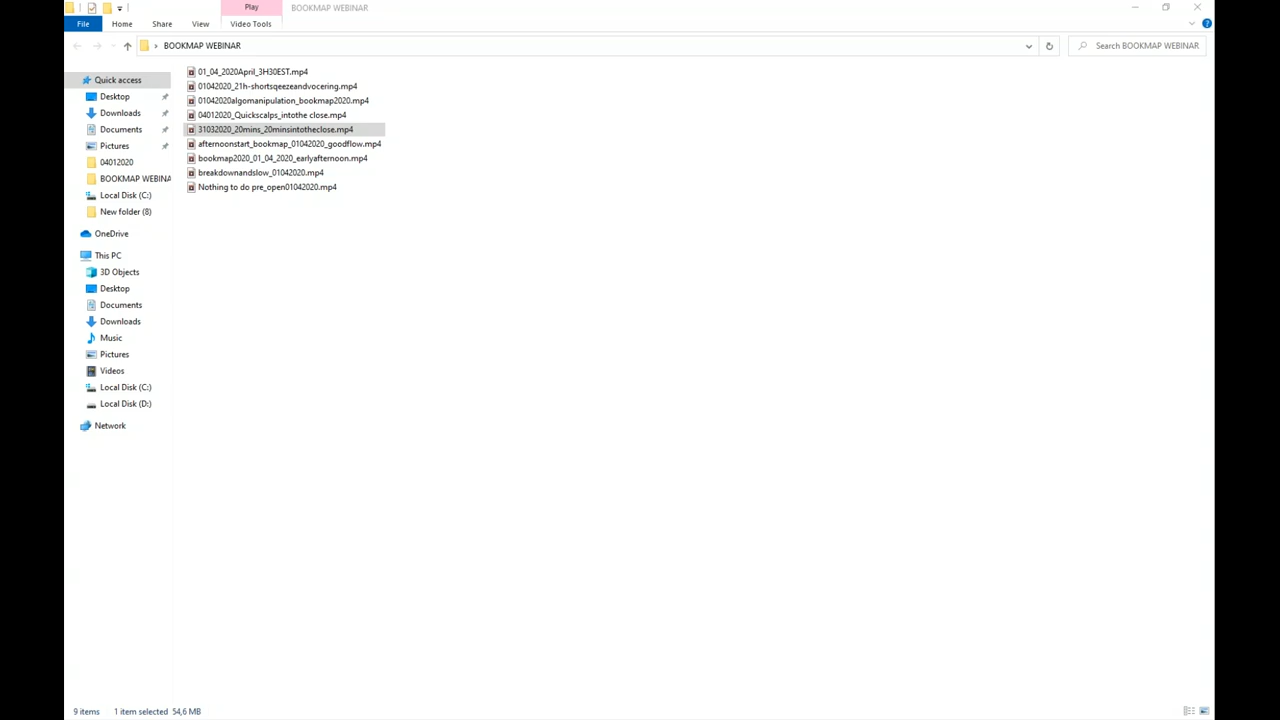 Play
BOOKMAP WEBINAR
File
Home
Share
View
Video Tools
BOOKMAP WEBINAR
Search BOOKMAP WEBINAR
Quick access
Desktop
Downloads
Documents
Pictures
04012020
BOOKMAP WEBINA
Local Disk (C:)
New folder (8)
OneDrive
This PC
3D Objects
Desktop
Documents
Downloads
Music
Pictures
Videos
Local Disk (C:)
Local Disk (D:)
Network
01_04_2020April_3H30EST.mp4
01042020_21h-shortsqeezeandvocering.mp4
01042020algomanipulation_bookmap2020.mp4
04012020_Quickscalps_intothe close.mp4
31032020_20mins_20minsintotheclose.mp4
afternoonstart_bookmap_01042020_goodflow.mp4
bookmap2020_01_04_2020_earlyafternoon.mp4
breakdownandslow_01042020.mp4
Nothing to do pre_open01042020.mp4
9 items
1 item selected 54,6 MB